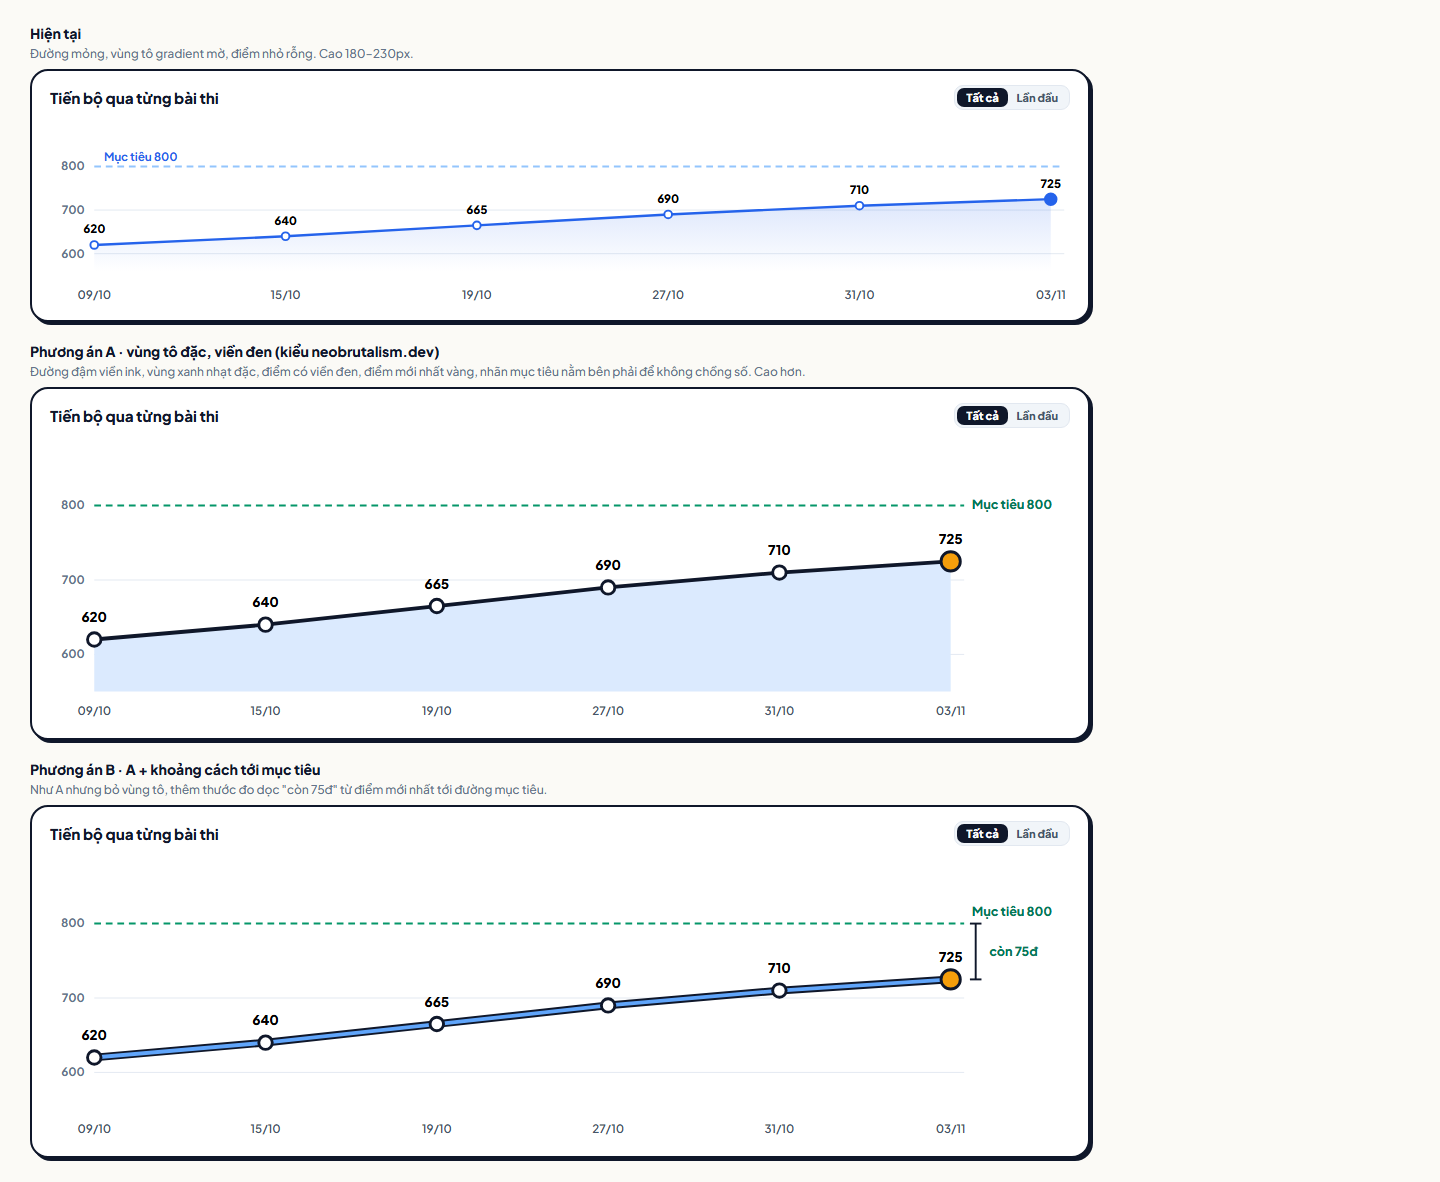 Hiện tại
Đường mỏng, vùng tô gradient mờ, điểm nhỏ rỗng. Cao 180–230px.
Tiến bộ qua từng bài thi
Tất cả Lần đầu
Mục tiêu 800
800
725
710
690
700
665
640
620
600
09/10 15/10 19/10 27/10 31/10 03/11
Phương án A · vùng tô đặc, viền đen (kiểu neobrutalism.dev)
Đường đậm viền ink, vùng xanh nhạt đặc, điểm có viền đen, điểm mới nhất vàng, nhãn mục tiêu nằm bên phải để không chồng số. Cao hơn.
Tiến bộ qua từng bài thi
Tất cả Lần đầu
800 Mục tiêu 800
725
710
690
700
665
640
620
600
09/10 15/10 19/10 27/10 31/10 03/11
Phương án B · A + khoảng cách tới mục tiêu
Như A nhưng bỏ vùng tô, thêm thước đo dọc "còn 75đ" từ điểm mới nhất tới đường mục tiêu.
Tiến bộ qua từng bài thi
Tất cả Lần đầu
Mục tiêu 800
800
còn 75đ
725
710
690
700
665
640
620
600
09/10 15/10 19/10 27/10 31/10 03/11